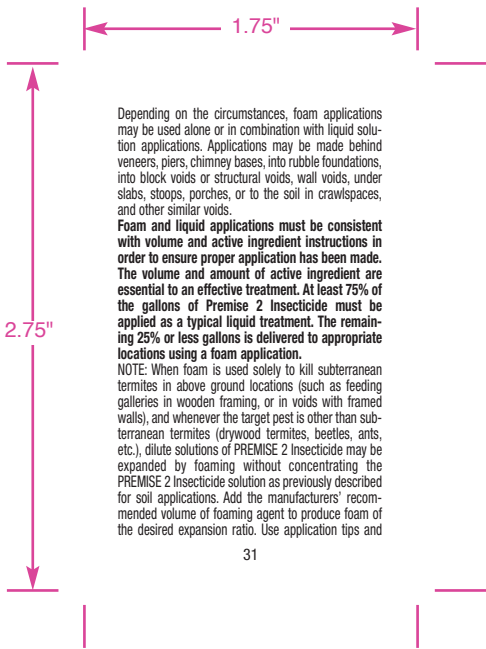 1.75"
Depending on the circumstances, foam applications
may be used alone or in combination with liquid solu-
tion applications. Applications may be made behind
veneers, piers, chimney bases, into rubble foundations,
into block voids or structural voids, wall voids, under
slabs, stoops, porches, or to the soil in crawlspaces,
and other similar voids.
Foam and liquid applications must be consistent
with volume and active ingredient instructions in
order to ensure proper application has been made.
The volume and amount of active ingredient are
essential to an effective treatment. At least 75% of
the gallons of Premise 2 Insecticide must be
applied as a typical liquid treatment. The remain-
ing 25% or less gallons is delivered to appropriate
locations using a foam application.
2.75"
NOTE: When foam is used solely to kill subterranean
termites in above ground locations (such as feeding
galleries in wooden framing, or in voids with framed
walls), and whenever the target pest is other than sub-
terranean termites (drywood termites, beetles, ants,
etc.), dilute solutions of PREMISE 2 Insecticide may be
expanded by foaming without concentrating the
PREMISE 2 Insecticide solution as previously described
for soil applications. Add the manufacturers' recom-
mended volume of foaming agent to produce foam of
the desired expansion ratio. Use application tips and
31